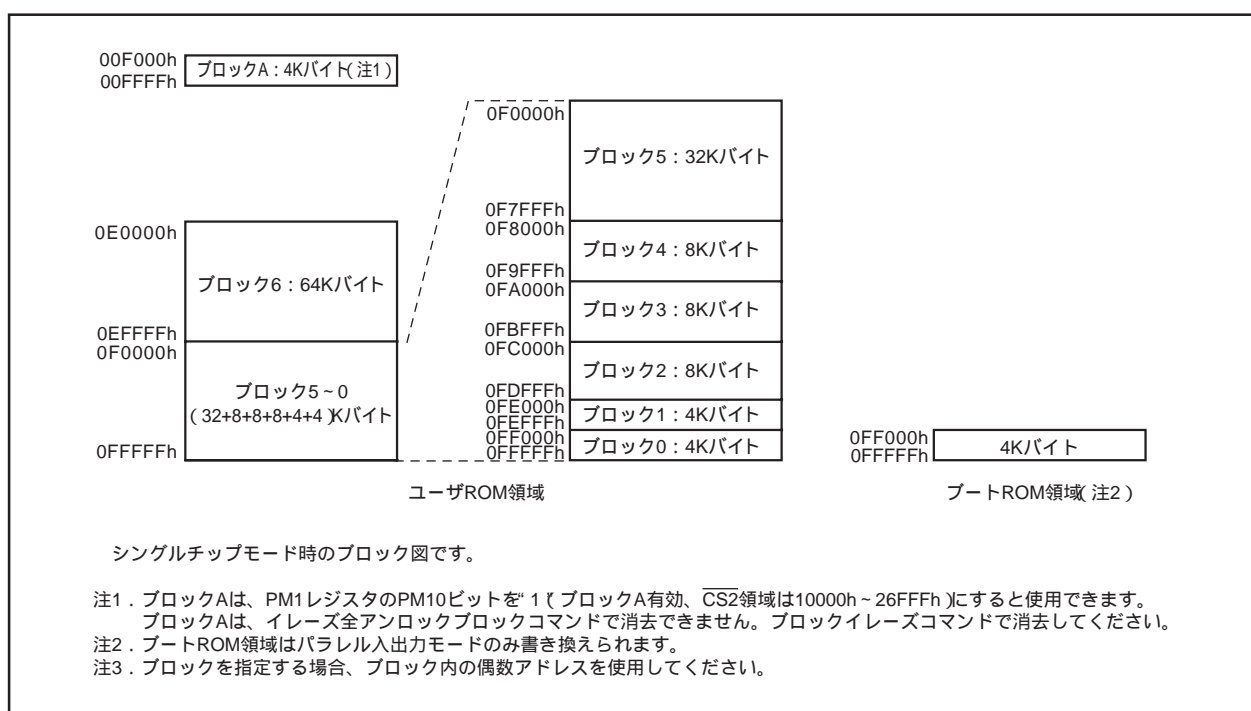 00F000h
00FFFFh
ブロックA：4Kバイト(注1)
0E0000h
ブロック6：64Kバイト
0EFFFFh
0F0000h
ブロック5～0
(32+8+8+8+4+4)Kバイト
0FFFFFh
0F0000h
ブロック5：32Kバイト
0F7FFFh
0F8000h
ブロック4：8Kバイト
0F9FFFh
0FA000h
ブロック3：8Kバイト
0FBFFFh
0FC000h
ブロック2：8Kバイト
0FDFFFh
0FE000h
ブロック1：4Kバイト
0FEFFFh
0FF000h
ブロック0：4Kバイト
0FFFFFh
0FF000h
0FFFFFh
4Kバイト
ユーザROM領域
ブートROM領域(注2)
シングルチップモード時のブロック図です。
注1．ブロックAは、PM1レジスタのPM10ビットを“1”(ブロックA有効、CS2領域は10000h～26FFFh)にすると使用できます。
ブロックAは、イレーズ全アンロックブロックコマンドで消去できません。ブロックイレーズコマンドで消去してください。
注2．ブートROM領域はパラレル入出力モードのみ書き換えられます。
注3．ブロックを指定する場合、ブロック内の偶数アドレスを使用してください。